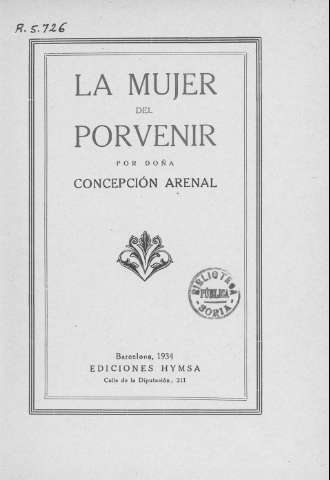 R. 5.726
LA MUJER
DEL
PORVENIR
POR DOÑA
CONCEPCIÓN ARENAL
BIBLIOTECA
PÚBLICA
SORIA
Barcelona, 1934
EDICIONES HYMSA
Calle de la Diputación, 211